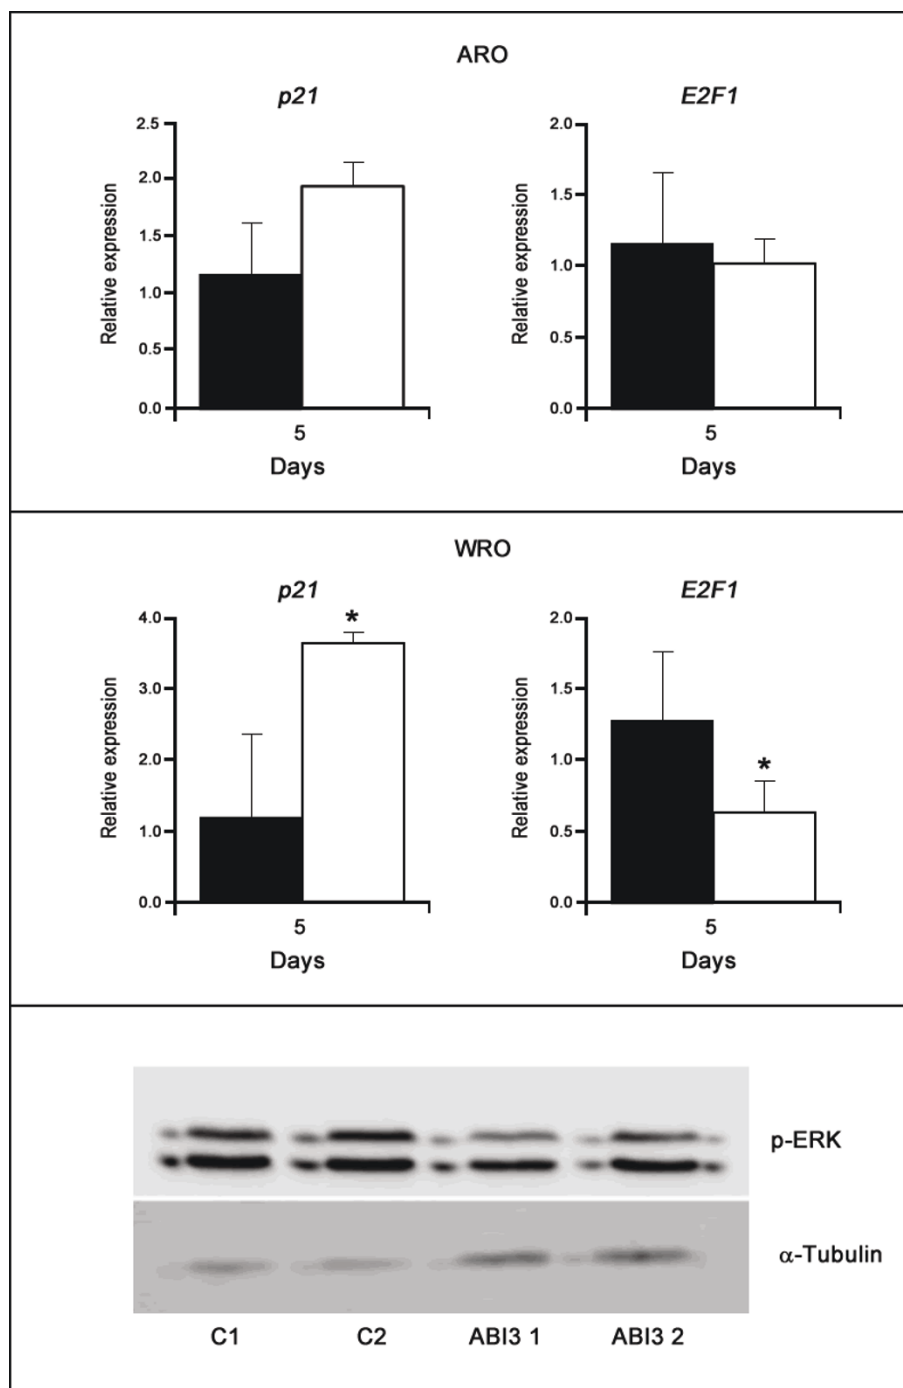 ARO
p21
E2F1
Relative expression
2.5
2.0
1.5
1.0
0.5
0.0
5
Days
Relative expression
2.0
1.5
1.0
0.5
0.0
5
Days
WRO
p21
E2F1
Relative expression
4.0
3.0
2.0
1.0
0.0
*
5
Days
Relative expression
2.0
1.5
1.0
0.5
0.0
*
5
Days
p-ERK
α-Tubulin
C1 C2 ABI3 1 ABI3 2